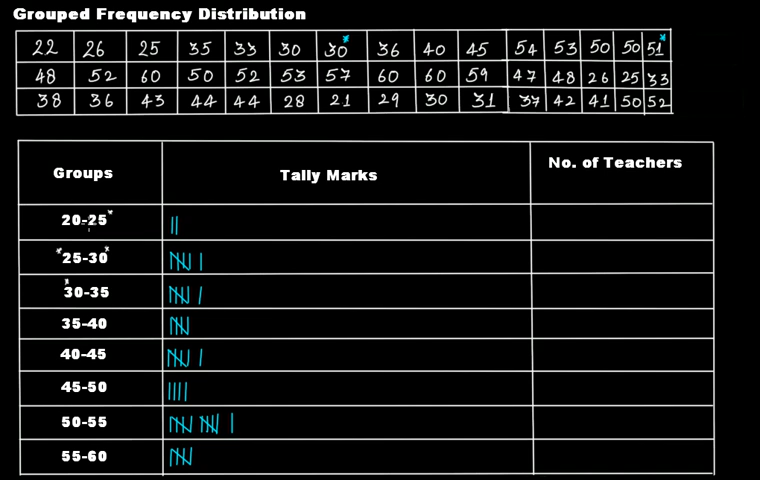 Grouped Frequency Distribution
22 26 25 35 33 30 30* 36 40 45 54 53 50 50 51*
48 52 60 50 52 53 57 60 60 59 47 48 26 25 33
38 36 43 44 44 28 21 29 30 31 37 42 41 50 52
Groups Tally Marks No. of Teachers
20-25* ||
*25-30* 𝍸 |
*30-35 𝍸 |
35-40 𝍸
40-45 𝍸 |
45-50 ||||
50-55 𝍸 𝍸 |
55-60 𝍸